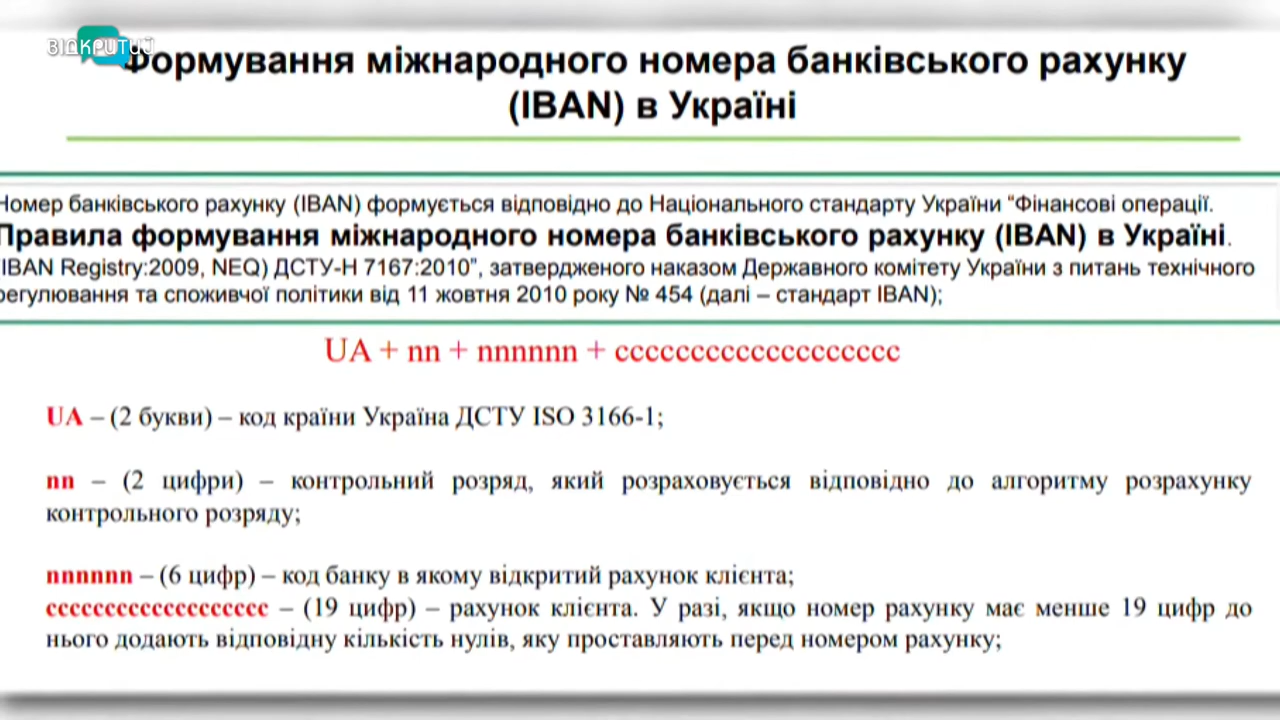 ВІДКРИТИЙ
Формування міжнародного номера банківського рахунку
(IBAN) в Україні
Номер банківського рахунку (IBAN) формується відповідно до Національного стандарту України “Фінансові операції.
Правила формування міжнародного номера банківського рахунку (IBAN) в Україні.
IBAN Registry:2009, NEQ) ДСТУ-Н 7167:2010”, затвердженого наказом Державного комітету України з питань технічного
регулювання та споживчої політики від 11 жовтня 2010 року № 454 (далі – стандарт IBAN);
UA + nn + nnnnnn + ccccccccccccccccccc
UA – (2 букви) – код країни Україна ДСТУ ISO 3166-1;
nn – (2 цифри) – контрольний розряд, який розраховується відповідно до алгоритму розрахунку
контрольного розряду;
nnnnnn – (6 цифр) – код банку в якому відкритий рахунок клієнта;
ccccccccccccccccccc – (19 цифр) – рахунок клієнта. У разі, якщо номер рахунку має менше 19 цифр до
нього додають відповідну кількість нулів, яку проставляють перед номером рахунку;